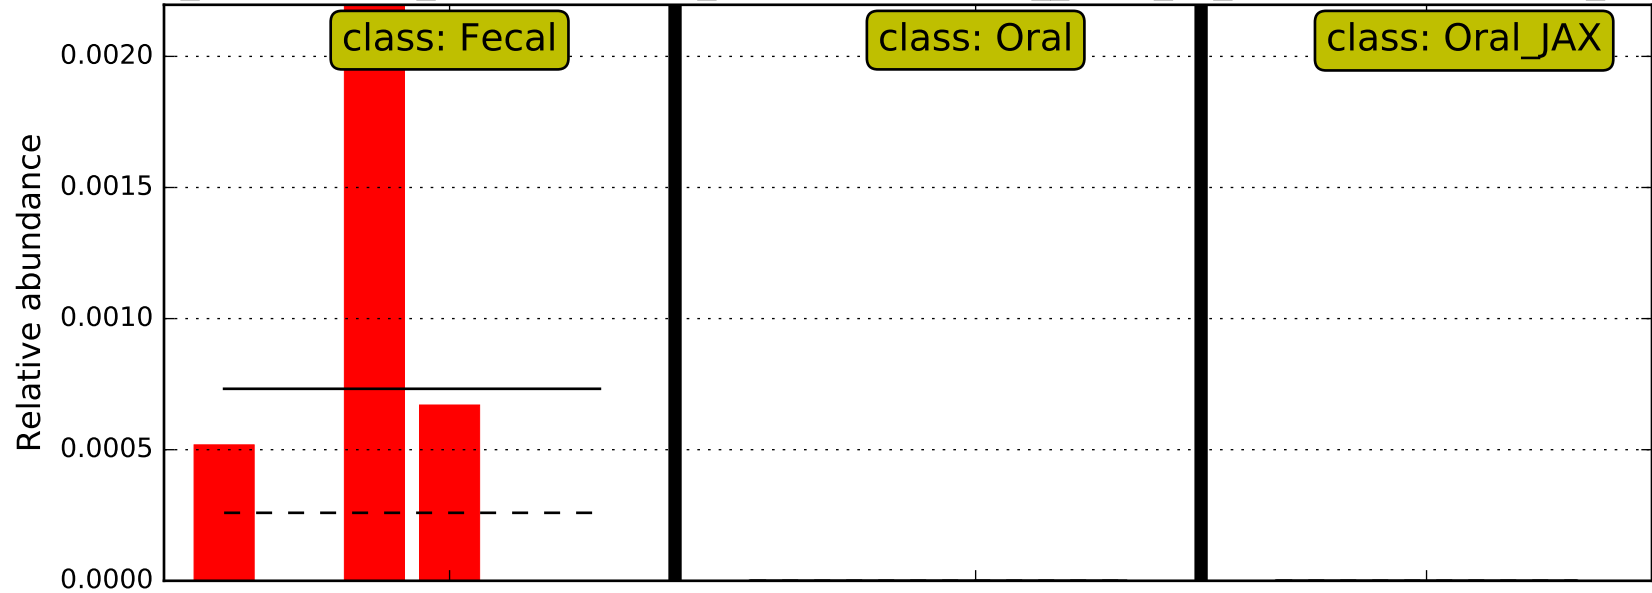 class: Fecal
class: Oral
class: Oral_JAX
Relative abundance
0.0020
0.0015
0.0010
0.0005
0.0000